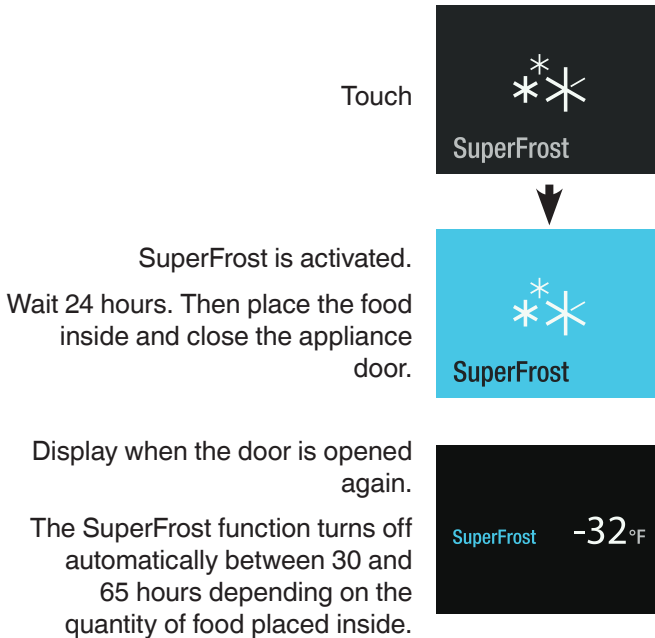 Touch
SuperFrost
SuperFrost is activated.
Wait 24 hours. Then place the food
inside and close the appliance
door.
SuperFrost
Display when the door is opened
again.
The SuperFrost function turns off
automatically between 30 and
65 hours depending on the
quantity of food placed inside.
SuperFrost -32°F